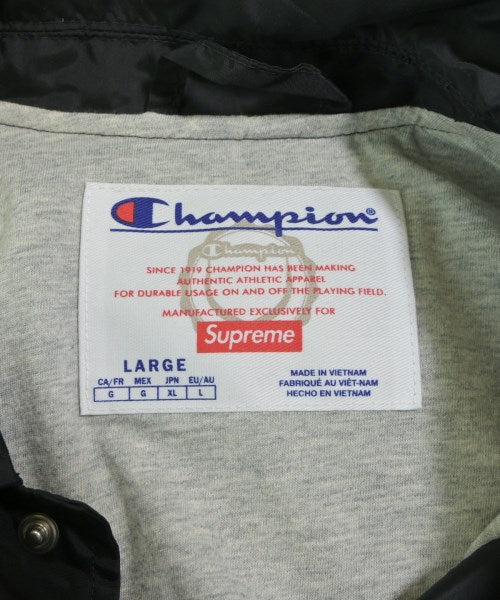 Champion®
Champion
SINCE 1919 CHAMPION HAS BEEN MAKING
AUTHENTIC ATHLETIC APPAREL
FOR DURABLE USAGE ON AND OFF THE PLAYING FIELD.
MANUFACTURED EXCLUSIVELY FOR
Supreme
LARGE
CA/FR MEX JPN EU/AU
G G XL L
MADE IN VIETNAM
FABRIQUÉ AU VIÊT-NAM
HECHO EN VIETNAM